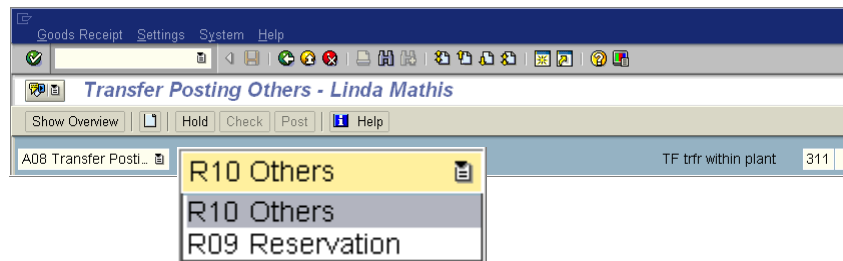 Goods Receipt Settings System Help
Transfer Posting Others - Linda Mathis
Show Overview Hold Check Post Help
A08 Transfer Posti... R10 Others TF trfr within plant 311
R10 Others
R09 Reservation